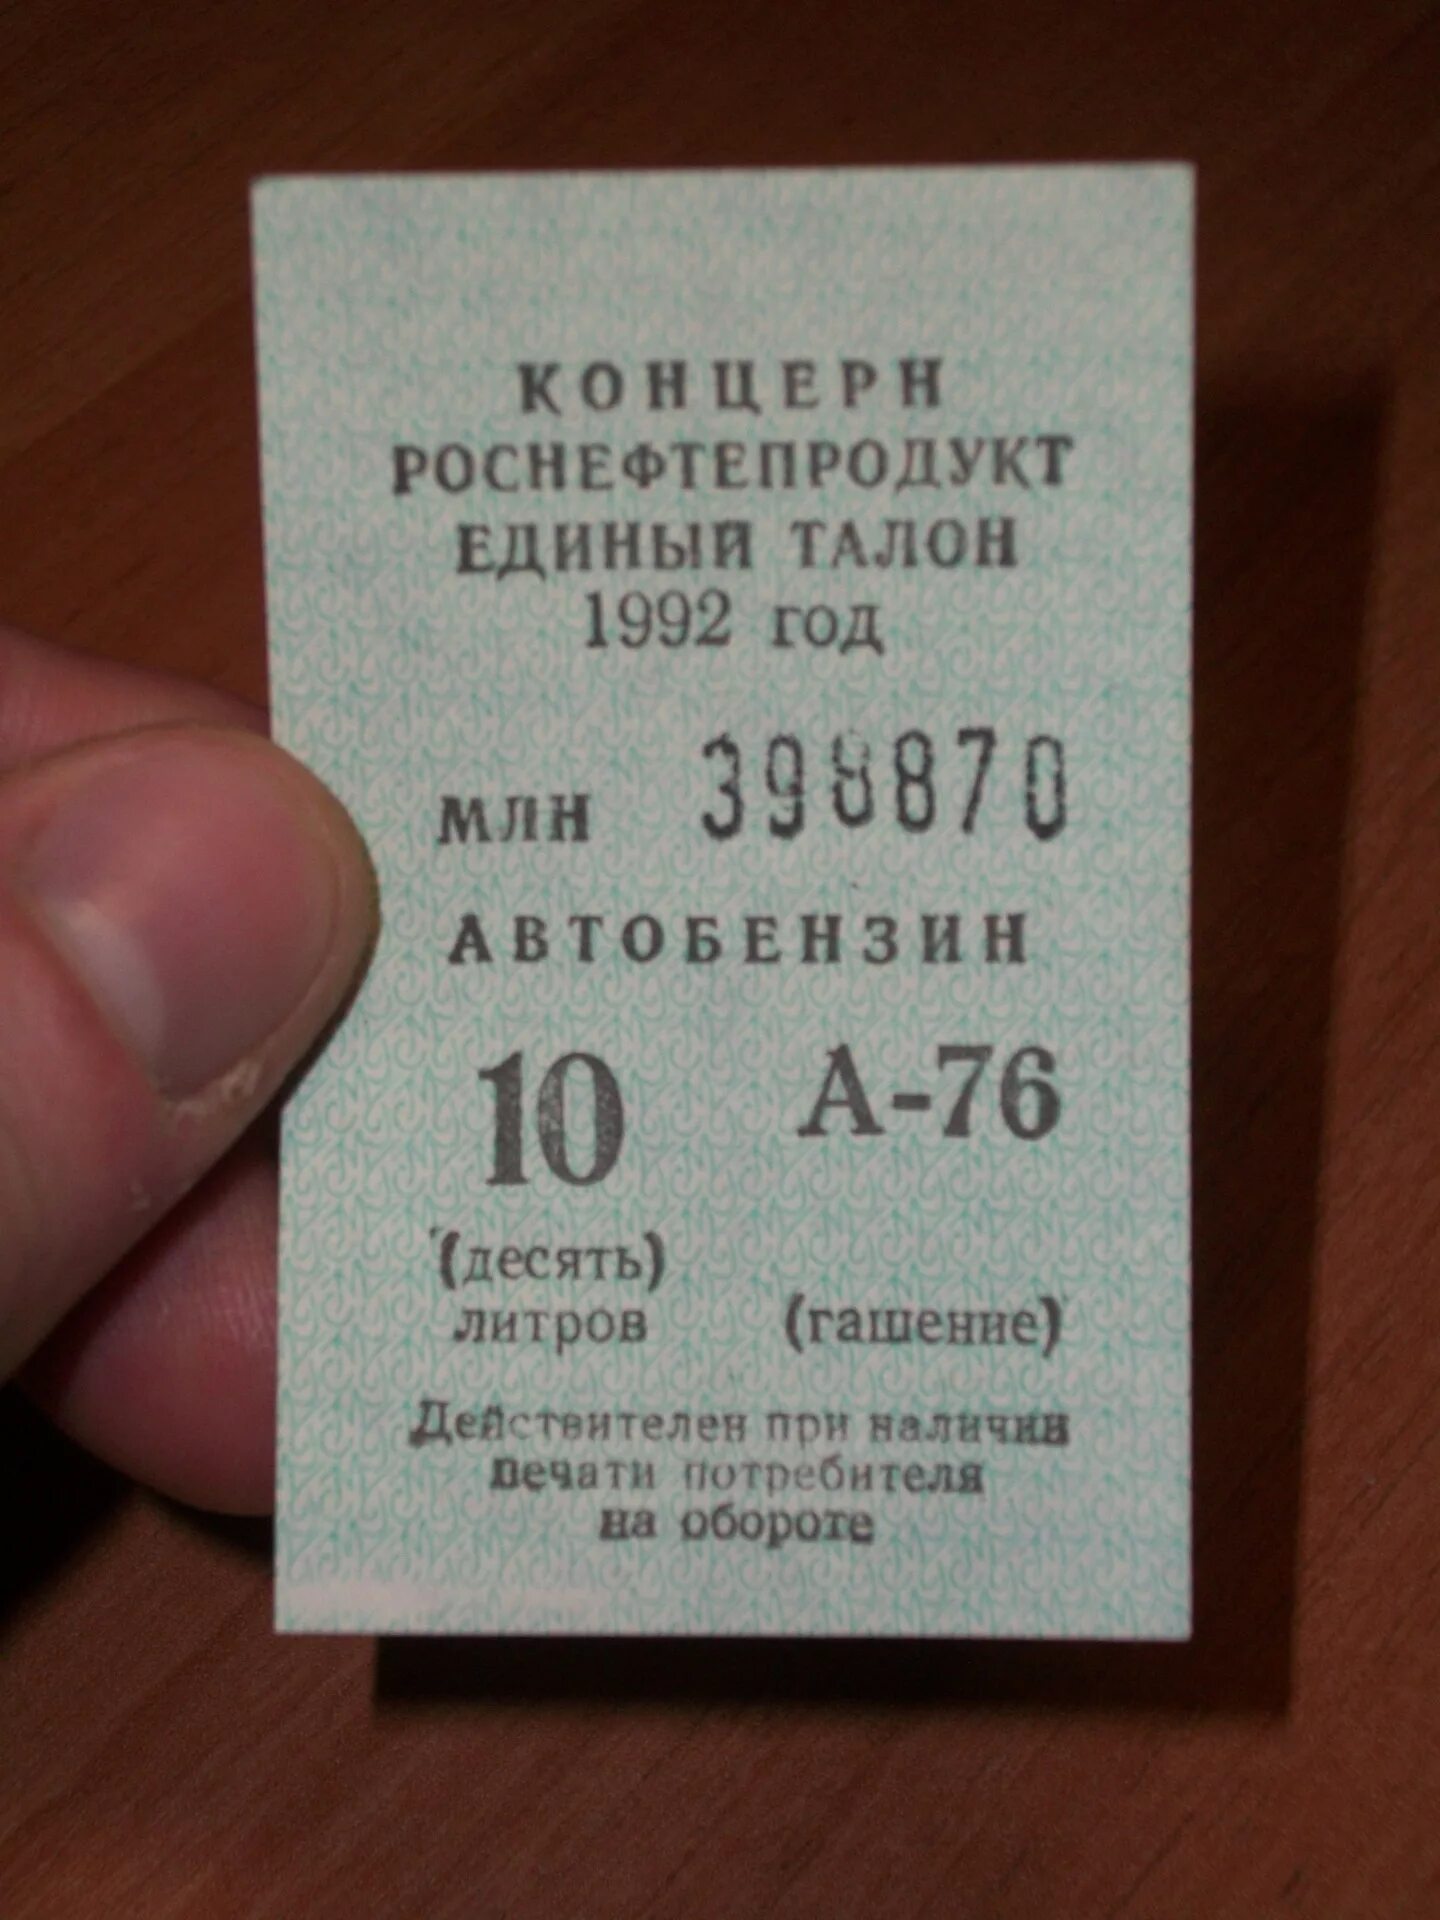 КОНЦЕРН
РОСНЕФТЕПРОДУКТ
ЕДИНЫЙ ТАЛОН
1992 год
МЛН 398870
АВТОБЕНЗИН
10 А-76
(десять)
литров (гашение)
Действителен при наличии
печати потребителя
на обороте